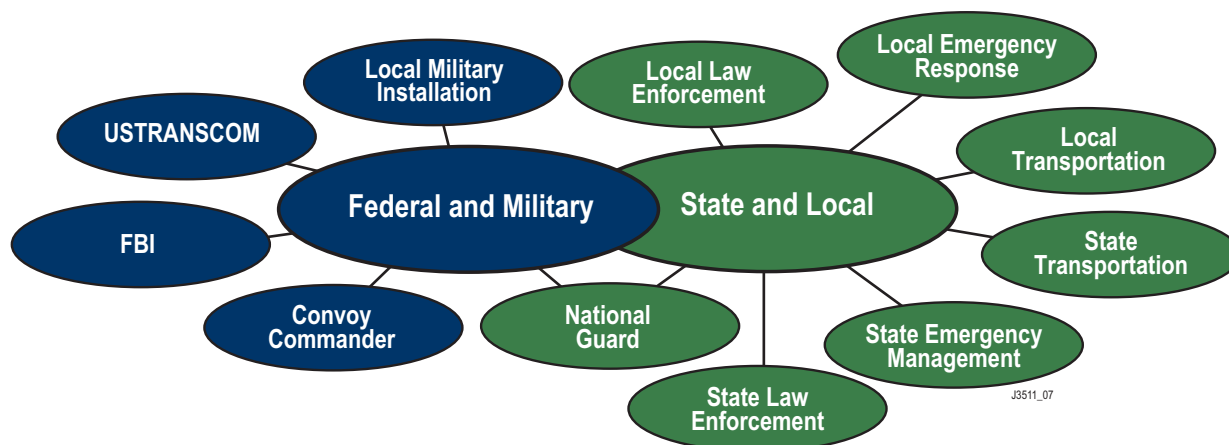 Local Military
Installation
Local Law
Enforcement
Local Emergency
Response
USTRANSCOM
Local
Transportation
Federal and Military
State and Local
FBI
State
Transportation
Convoy
Commander
National
Guard
State Emergency
Management
State Law
Enforcement
J3511_07